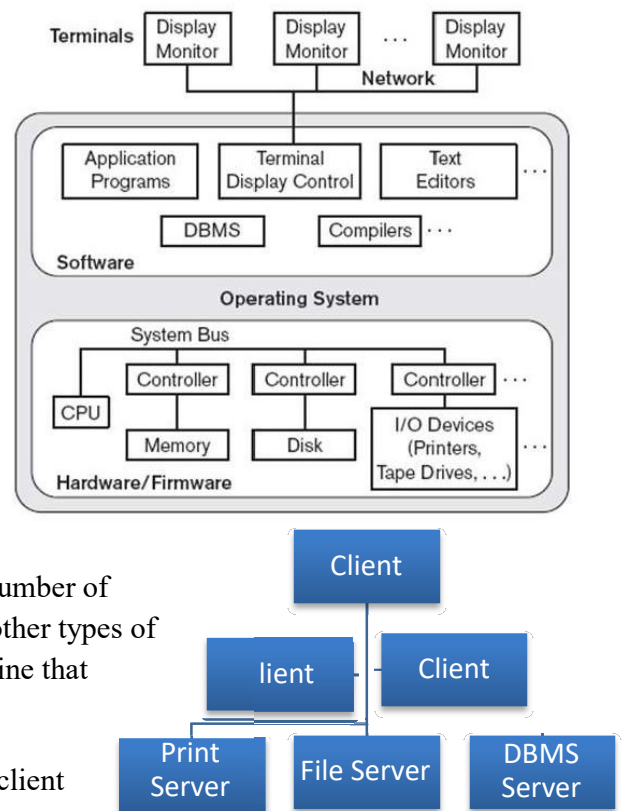 Terminals
Display Monitor
Display Monitor
...
Display Monitor
Network
Application Programs
Terminal Display Control
Text Editors
...
DBMS
Compilers ...
Software
Operating System
System Bus
Controller
Controller
Controller
...
CPU
Memory
Disk
I/O Devices
(Printers,
Tape Drives, . . .)
...
Hardware/Firmware
Client
umber of
other types of
ine that
lient
Client
client
Print
Server
File Server
DBMS
Server